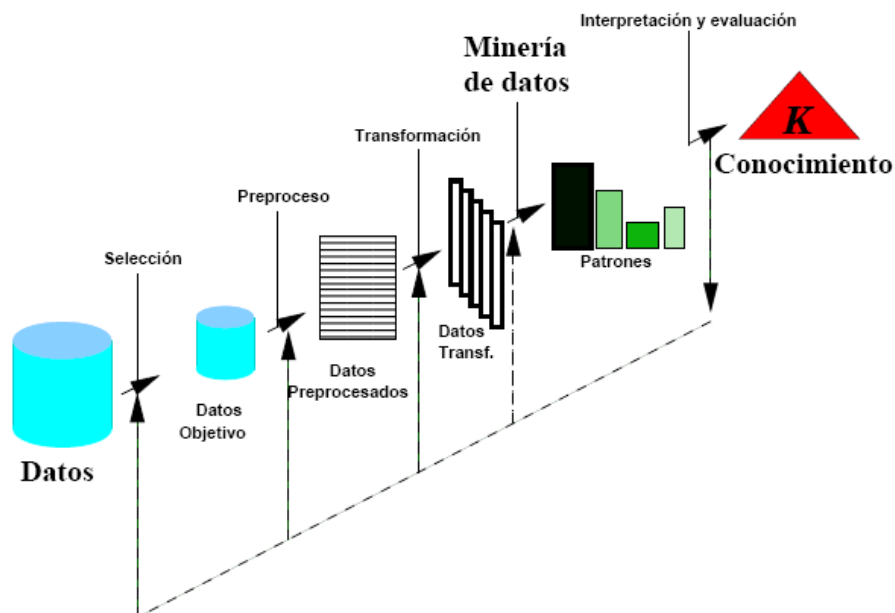 Interpretación y evaluación
Minería
de datos
K
Transformación
Conocimiento
Preproceso
Selección
Patrones
Datos
Transf.
Datos
Preprocesados
Datos
Objetivo
Datos